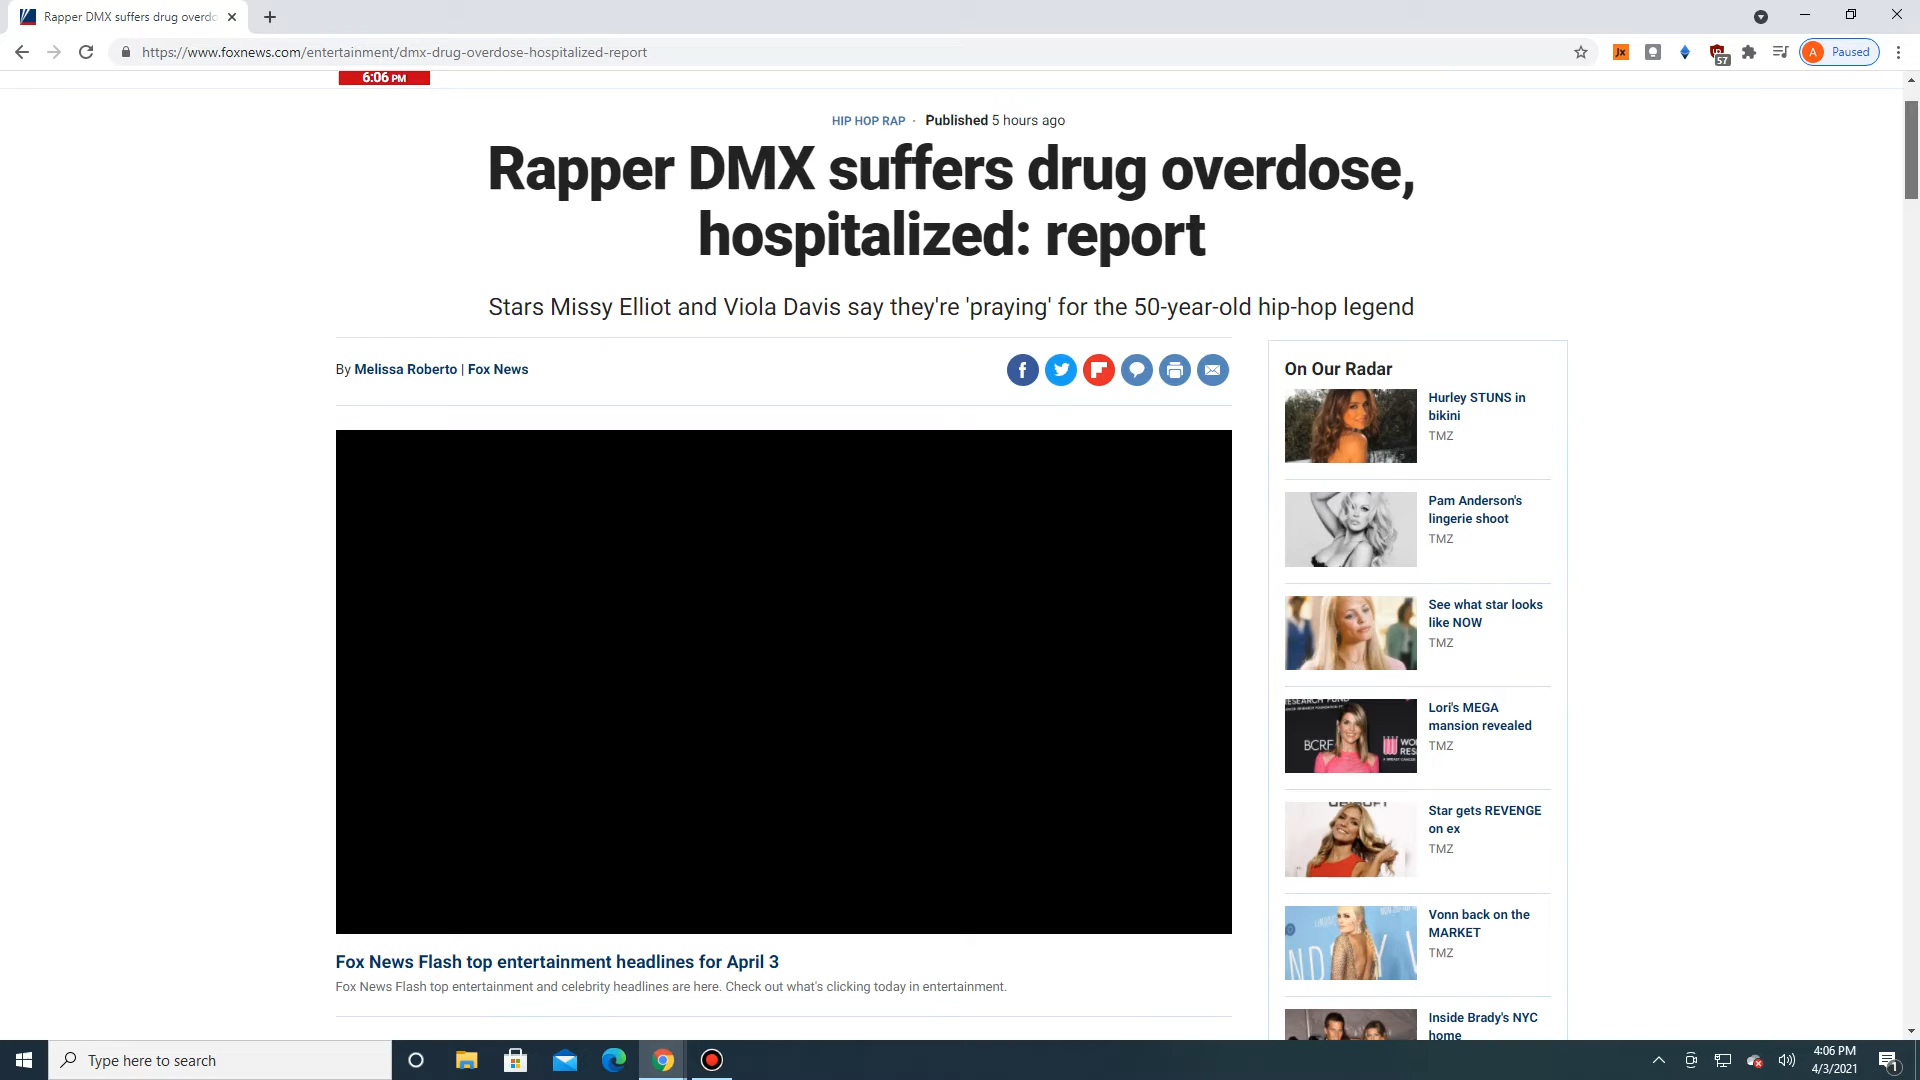 Rapper DMX suffers drug overdo
https://www.foxnews.com/entertainment/dmx-drug-overdose-hospitalized-report
Jx
57
A Paused
6:06 PM
HIP HOP RAP · Published 5 hours ago
Rapper DMX suffers drug overdose,
hospitalized: report
Stars Missy Elliot and Viola Davis say they're 'praying' for the 50-year-old hip-hop legend
By Melissa Roberto | Fox News
On Our Radar
Hurley STUNS in
bikini
TMZ
Pam Anderson's
lingerie shoot
TMZ
See what star looks
like NOW
TMZ
Lori's MEGA
mansion revealed
TMZ
BCRF
Star gets REVENGE
on ex
TMZ
Vonn back on the
MARKET
TMZ
Inside Brady's NYC
home
Fox News Flash top entertainment headlines for April 3
Fox News Flash top entertainment and celebrity headlines are here. Check out what's clicking today in entertainment.
Type here to search
4:06 PM
4/3/2021
1